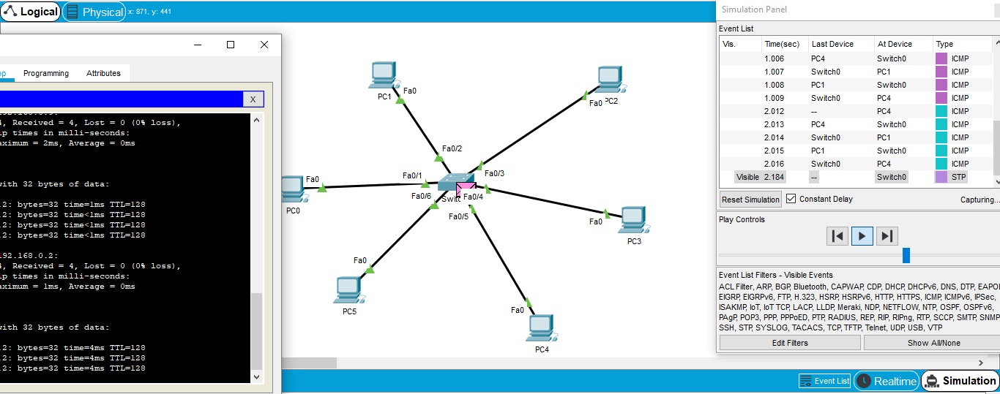 Logical
Physical
x: 871, y: 441
Programming
Attributes
X
4, Received = 4, Lost = 0 (0% loss),
ip times in milli-seconds:
aximum = 2ms, Average = 0ms
with 32 bytes of data:
.2: bytes=32 time=1ms TTL=128
.2: bytes=32 time<1ms TTL=128
.2: bytes=32 time<1ms TTL=128
.2: bytes=32 time<1ms TTL=128
192.168.0.2:
4, Received = 4, Lost = 0 (0% loss),
ip times in milli-seconds:
aximum = 1ms, Average = 0ms
with 32 bytes of data:
.2: bytes=32 time=4ms TTL=128
.2: bytes=32 time=4ms TTL=128
.2: bytes=32 time=4ms TTL=128
PC1
Fa0
PC2
Fa0
Fa0/2
Fa0/3
Fa0/1
Fa0
PC0
Fa0/6
Fa0/4
Fa0/5
Fa0
PC3
Fa0
PC5
Fa0
PC4
Simulation Panel
Event List
Vis. Time(sec) Last Device At Device Type
1.006 PC4 Switch0 ICMP
1.007 Switch0 PC1 ICMP
1.008 PC1 Switch0 ICMP
1.009 Switch0 PC4 ICMP
2.012 -- PC4 ICMP
2.013 PC4 Switch0 ICMP
2.014 Switch0 PC1 ICMP
2.015 PC1 Switch0 ICMP
2.016 Switch0 PC4 ICMP
Visible 2.184 -- Switch0 STP
Reset Simulation Constant Delay Capturing...
Play Controls
Event List Filters - Visible Events
ACL Filter, ARP, BGP, Bluetooth, CAPWAP, CDP, DHCP, DHCPv6, DNS, DTP, EAPOL
EIGRP, EIGRPv6, FTP, H.323, HSRP, HSRPv6, HTTP, HTTPS, ICMP, ICMPv6, IPSec,
ISAKMP, IoT, IoT TCP, LACP, LLDP, Meraki, NDP, NETFLOW, NTP, OSPF, OSPFv6,
PAgP, POP3, PPP, PPPoED, PTP, RADIUS, REP, RIP, RIPng, RTP, SCCP, SMTP, SNMP
SSH, STP, SYSLOG, TACACS, TCP, TFTP, Telnet, UDP, USB, VTP
Edit Filters Show All/None
Event List Realtime Simulation